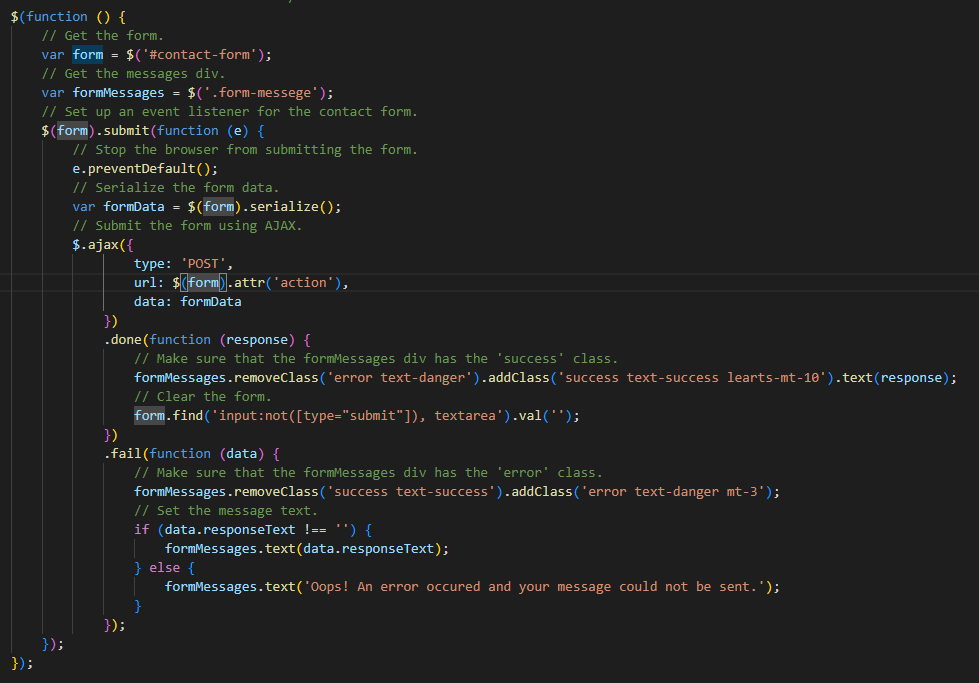 $(function () {
    // Get the form.
    var form = $('#contact-form');
    // Get the messages div.
    var formMessages = $('.form-messege');
    // Set up an event listener for the contact form.
    $(form).submit(function (e) {
        // Stop the browser from submitting the form.
        e.preventDefault();
        // Serialize the form data.
        var formData = $(form).serialize();
        // Submit the form using AJAX.
        $.ajax({
                type: 'POST',
                url: $(form).attr('action'),
                data: formData
            })
            .done(function (response) {
                // Make sure that the formMessages div has the 'success' class.
                formMessages.removeClass('error text-danger').addClass('success text-success learts-mt-10').text(response);
                // Clear the form.
                form.find('input:not([type="submit"]), textarea').val('');
            })
            .fail(function (data) {
                // Make sure that the formMessages div has the 'error' class.
                formMessages.removeClass('success text-success').addClass('error text-danger mt-3');
                // Set the message text.
                if (data.responseText !== '') {
                    formMessages.text(data.responseText);
                } else {
                    formMessages.text('Oops! An error occured and your message could not be sent.');
                }
            });
    });
});